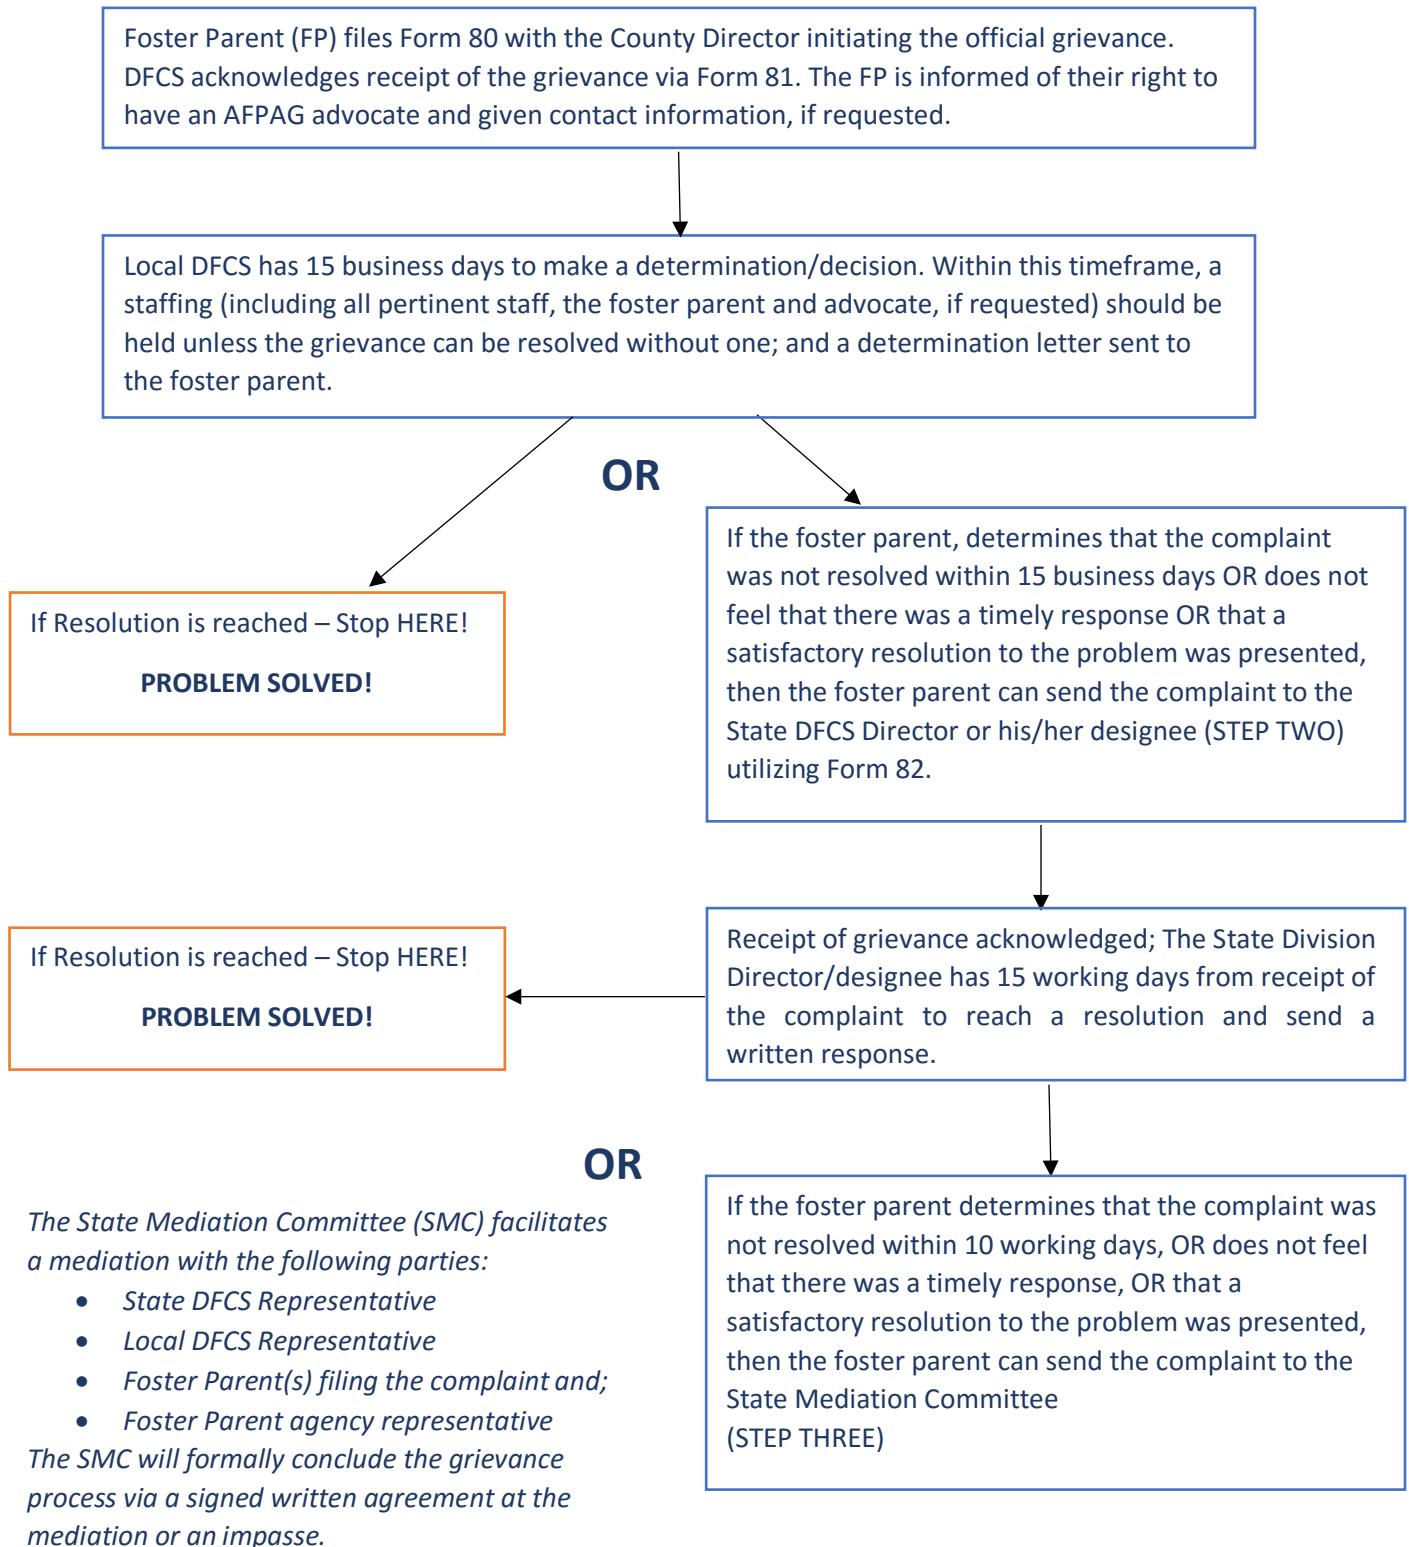 Foster Parent (FP) files Form 80 with the County Director initiating the official grievance.
DFCS acknowledges receipt of the grievance via Form 81. The FP is informed of their right to
have an AFPAG advocate and given contact information, if requested.
Local DFCS has 15 business days to make a determination/decision. Within this timeframe, a
staffing (including all pertinent staff, the foster parent and advocate, if requested) should be
held unless the grievance can be resolved without one; and a determination letter sent to
the foster parent.
OR
If Resolution is reached – Stop HERE!
PROBLEM SOLVED!
If the foster parent, determines that the complaint
was not resolved within 15 business days OR does not
feel that there was a timely response OR that a
satisfactory resolution to the problem was presented,
then the foster parent can send the complaint to the
State DFCS Director or his/her designee (STEP TWO)
utilizing Form 82.
Receipt of grievance acknowledged; The State Division
Director/designee has 15 working days from receipt of
the complaint to reach a resolution and send a
written response.
If Resolution is reached – Stop HERE!
PROBLEM SOLVED!
OR
If the foster parent determines that the complaint was
not resolved within 10 working days, OR does not feel
that there was a timely response, OR that a
satisfactory resolution to the problem was presented,
then the foster parent can send the complaint to the
State Mediation Committee
(STEP THREE)
The State Mediation Committee (SMC) facilitates
a mediation with the following parties:
• State DFCS Representative
• Local DFCS Representative
• Foster Parent(s) filing the complaint and;
• Foster Parent agency representative
The SMC will formally conclude the grievance
process via a signed written agreement at the
mediation or an impasse.